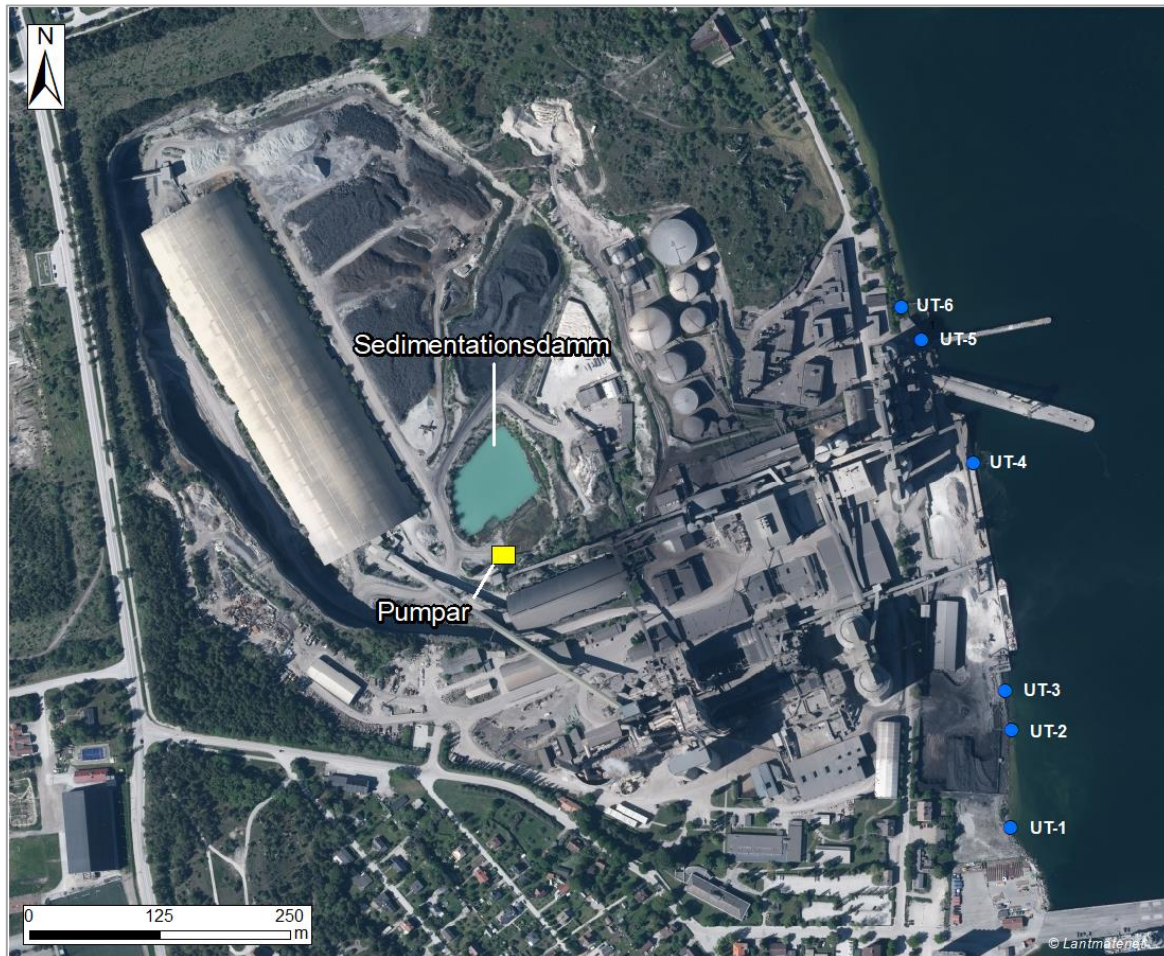 N
UT-6
UT-5
Sedimentationsdamm
UT-4
Pumpar
UT-3
UT-2
UT-1
0 125 250
m
© Lantmäteriet